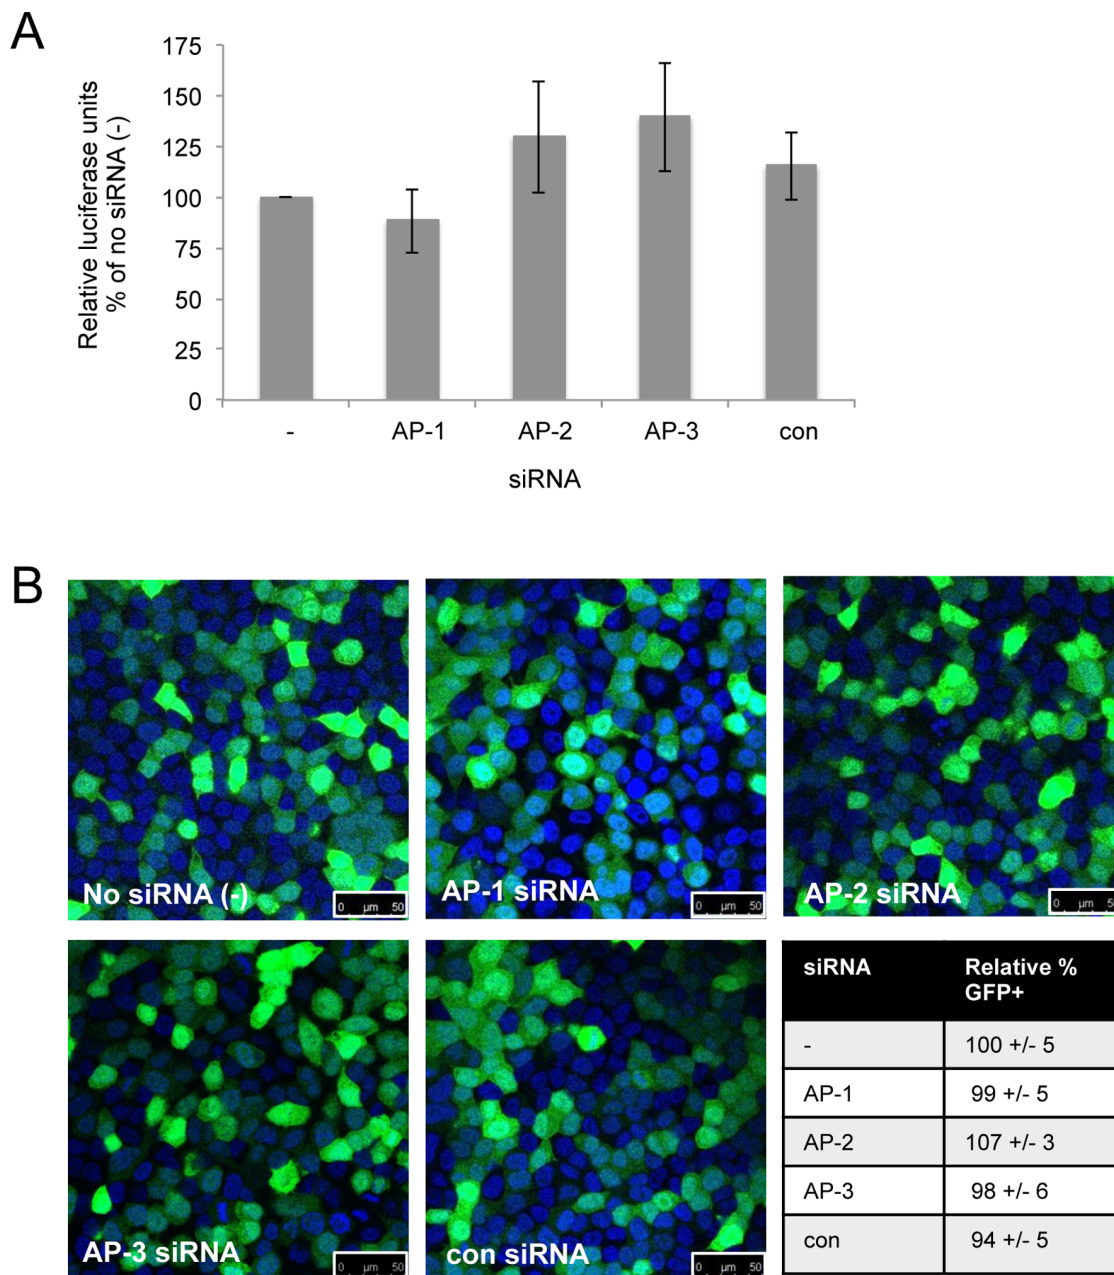 A
Relative luciferase units
% of no siRNA (-)
175
150
125
100
75
50
25
0
-
AP-1
AP-2
AP-3
con
siRNA
B
No siRNA (-)
0 µm 50
AP-1 siRNA
0 µm 50
AP-2 siRNA
0 µm 5
AP-3 siRNA
0 µm 50
con siRNA
0 µm 50
siRNA Relative %
GFP+
- 100 +/- 5
AP-1 99 +/- 5
AP-2 107 +/- 3
AP-3 98 +/- 6
con 94 +/- 5